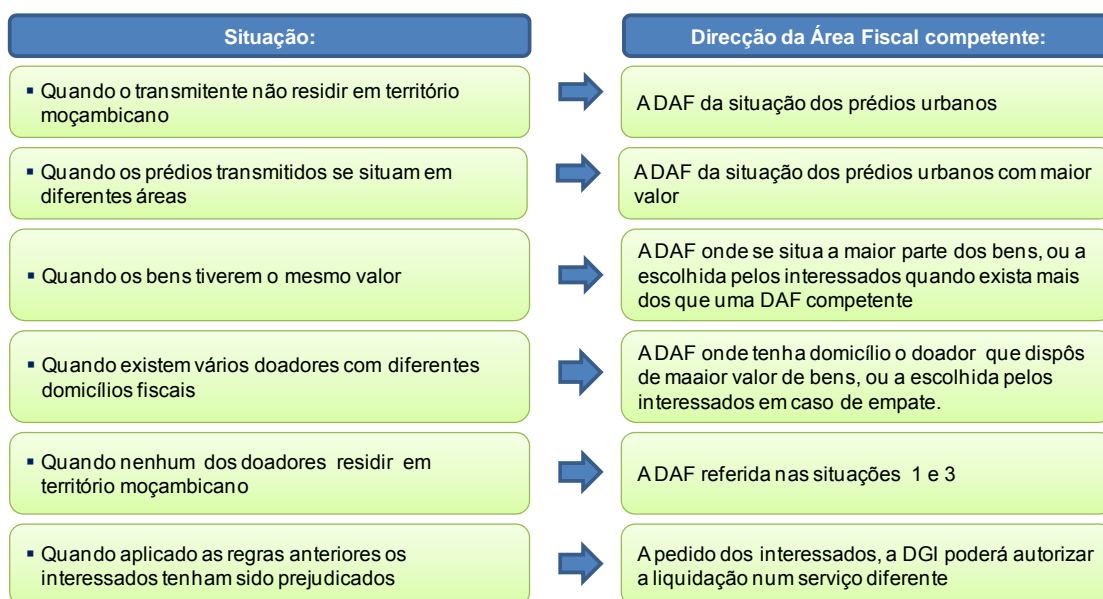 Situação:
Direcção da Área Fiscal competente:
▪ Quando o transmitente não residir em território
moçambicano
A DAF da situação dos prédios urbanos
▪ Quando os prédios transmitidos se situam em
diferentes áreas
A DAF da situação dos prédios urbanos com maior
valor
▪ Quando os bens tiverem o mesmo valor
A DAF onde se situa a maior parte dos bens, ou a
escolhida pelos interessados quando exista mais
dos que uma DAF competente
▪ Quando existem vários doadores com diferentes
domicílios fiscais
A DAF onde tenha domicílio o doador que dispôs
de maaior valor de bens, ou a escolhida pelos
interessados em caso de empate.
▪ Quando nenhum dos doadores residir em
território moçambicano
A DAF referida nas situações 1 e 3
▪ Quando aplicado as regras anteriores os
interessados tenham sido prejudicados
A pedido dos interessados, a DGI poderá autorizar
a liquidação num serviço diferente